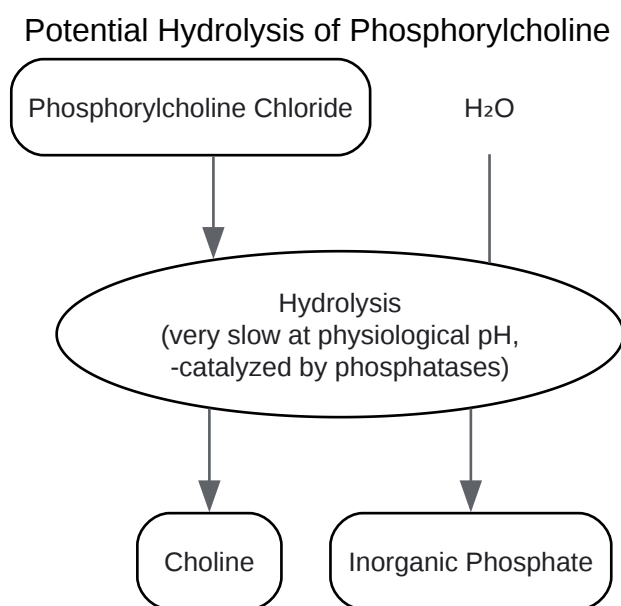 Potential Hydrolysis of Phosphorylcholine
Phosphorylcholine Chloride
H₂O
Hydrolysis
(very slow at physiological pH,
-catalyzed by phosphatases)
Choline
Inorganic Phosphate